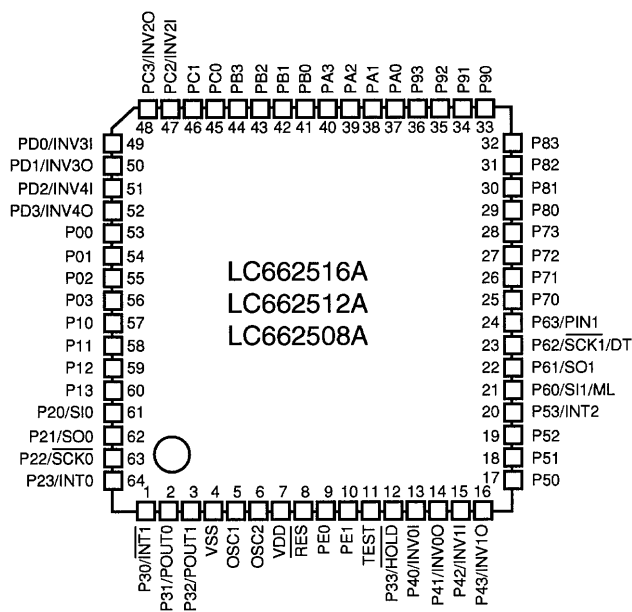 PC3/INV2O
PC2/INV2I
PC1
PC0
PB3
PB2
PB1
PB0
PA3
PA2
PA1
PA0
P93
P92
P91
P90
48 47 46 45 44 43 42 41 40 39 38 37 36 35 34 33
PD0/INV3I 49
PD1/INV3O 50
PD2/INV4I 51
PD3/INV4O 52
P00 53
P01 54
P02 55
P03 56
P10 57
P11 58
P12 59
P13 60
P20/SI0 61
P21/SO0 62
P22/SCK0 63
P23/INT0 64
LC662516A
LC662512A
LC662508A
32 P83
31 P82
30 P81
29 P80
28 P73
27 P72
26 P71
25 P70
24 P63/PIN1
23 P62/SCK1/DT
22 P61/SO1
21 P60/SI1/ML
20 P53/INT2
19 P52
18 P51
17 P50
1 2 3 4 5 6 7 8 9 10 11 12 13 14 15 16
P30/INT1
P31/POUT0
P32/POUT1
VSS
OSC1
OSC2
VDD
RES
PE0
PE1
TEST
P33/HOLD
P40/INV0I
P41/INV0O
P42/INV1I
P43/INV1O